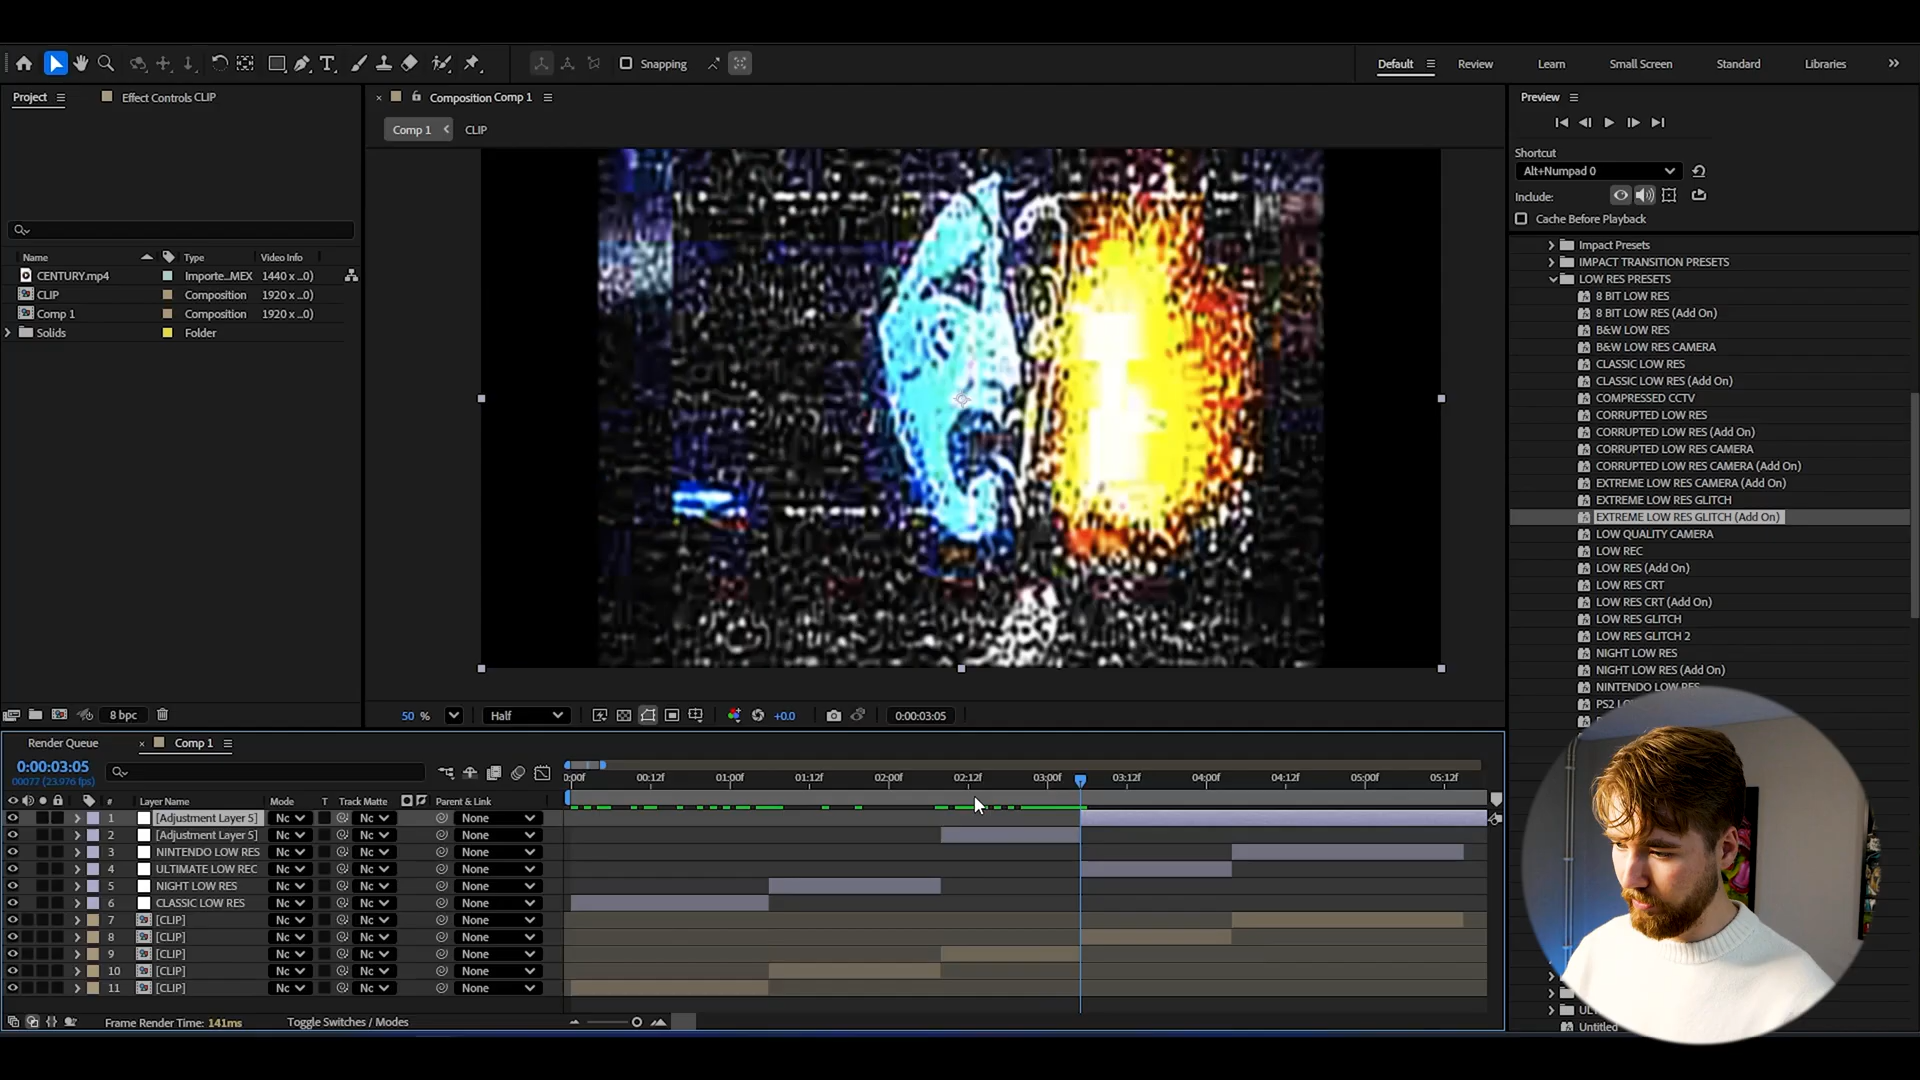 Snapping
Default
Review
Learn
Small Screen
Standard
Libraries
Project
Effect Controls CLIP
Composition Comp 1
Preview
Comp 1
CLIP
Shortcut
Alt+Numpad 0
Include:
Cache Before Playback
Name
Type
Video Info
CENTURY.mp4
Importe...MEX
1440 x ...0)
CLIP
Composition
1920 x ...0)
Comp 1
Composition
1920 x ...0)
Solids
Folder
Impact Presets
IMPACT TRANSITION PRESETS
LOW RES PRESETS
8 BIT LOW RES
8 BIT LOW RES (Add On)
B&W LOW RES
B&W LOW RES CAMERA
CLASSIC LOW RES
CLASSIC LOW RES (Add On)
COMPRESSED CCTV
CORRUPTED LOW RES
CORRUPTED LOW RES (Add On)
CORRUPTED LOW RES CAMERA
CORRUPTED LOW RES CAMERA (Add On)
EXTREME LOW RES CAMERA (Add On)
EXTREME LOW RES GLITCH
EXTREME LOW RES GLITCH (Add On)
LOW QUALITY CAMERA
LOW REC
LOW RES (Add On)
LOW RES CRT
LOW RES CRT (Add On)
LOW RES GLITCH
LOW RES GLITCH 2
NIGHT LOW RES
NIGHT LOW RES (Add On)
NINTENDO LOW RES
PS2 LO
Untitled
8 bpc
50 %
Half
+0.0
0:00:03:05
Render Queue
Comp 1
0:00:03:05
00077 (23.976 fps)
:00f
00:12f
01:00f
01:12f
02:00f
02:12f
03:00f
03:12f
04:00f
04:12f
05:00f
05:12f
#
Layer Name
Mode
T
Track Matte
Parent & Link
1 [Adjustment Layer 5] Nc Nc None
2 [Adjustment Layer 5] Nc Nc None
3 NINTENDO LOW RES Nc Nc None
4 ULTIMATE LOW REC Nc Nc None
5 NIGHT LOW RES Nc Nc None
6 CLASSIC LOW RES Nc Nc None
7 [CLIP] Nc Nc None
8 [CLIP] Nc Nc None
9 [CLIP] Nc Nc None
10 [CLIP] Nc Nc None
11 [CLIP] Nc Nc None
Frame Render Time: 141ms
Toggle Switches / Modes